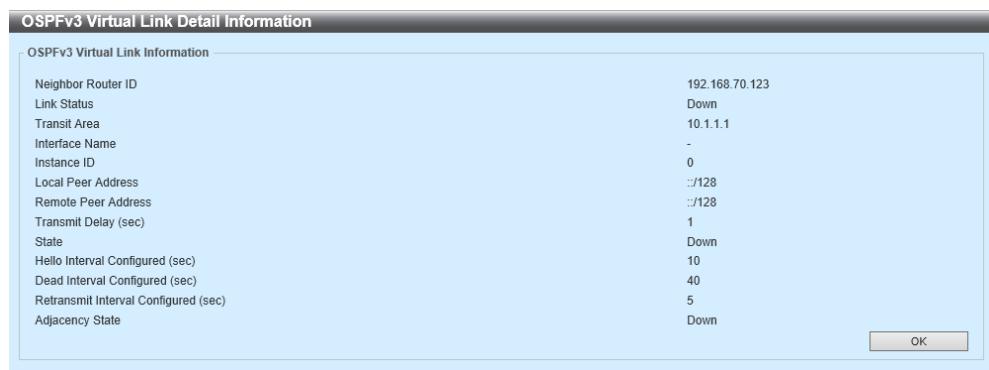 OSPFv3 Virtual Link Detail Information
OSPFv3 Virtual Link Information
Neighbor Router ID 192.168.70.123
Link Status Down
Transit Area 10.1.1.1
Interface Name -
Instance ID 0
Local Peer Address ::/128
Remote Peer Address ::/128
Transmit Delay (sec) 1
State Down
Hello Interval Configured (sec) 10
Dead Interval Configured (sec) 40
Retransmit Interval Configured (sec) 5
Adjacency State Down
OK